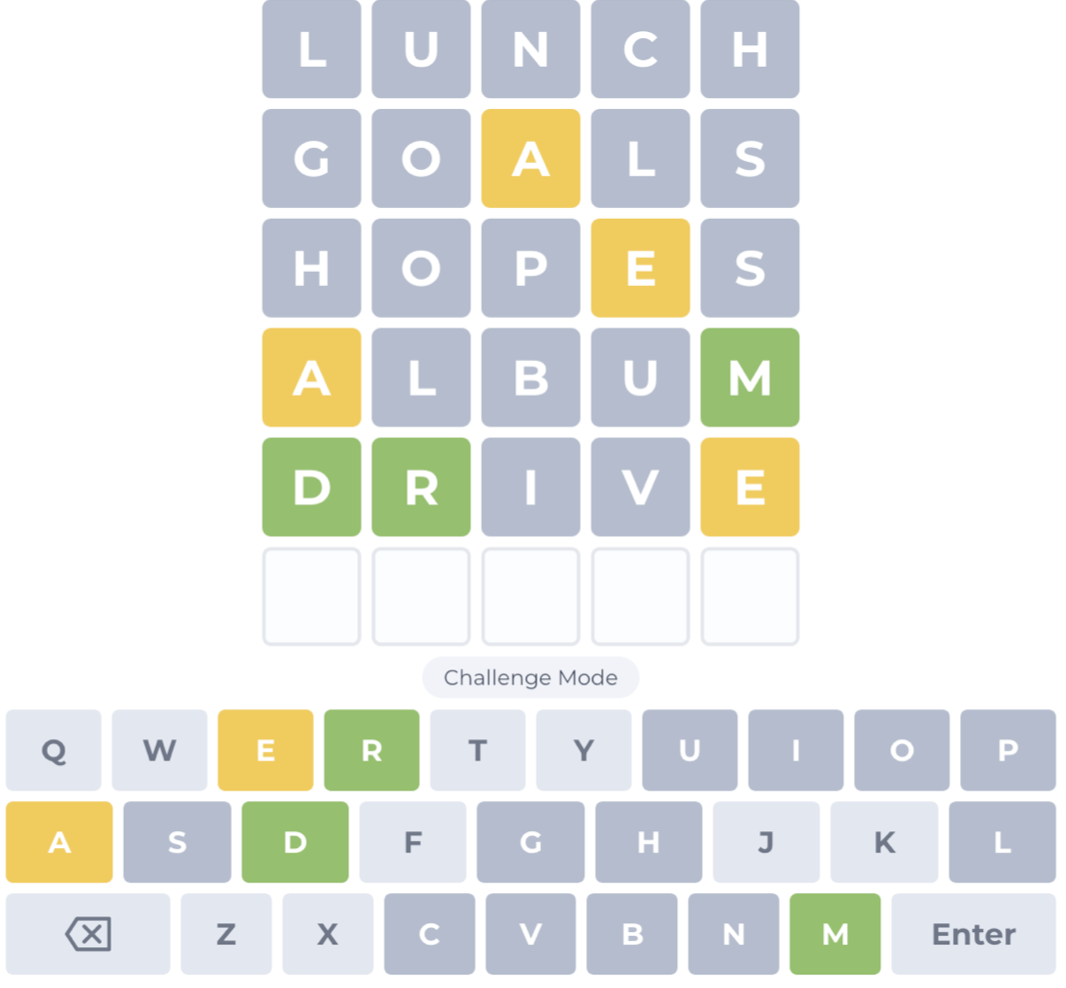 L U N C H
G O A L S
H O P E S
A L B U M
D R I V E
Challenge Mode
Q W E R T Y U I O P
A S D F G H J K L
Z X C V B N M Enter